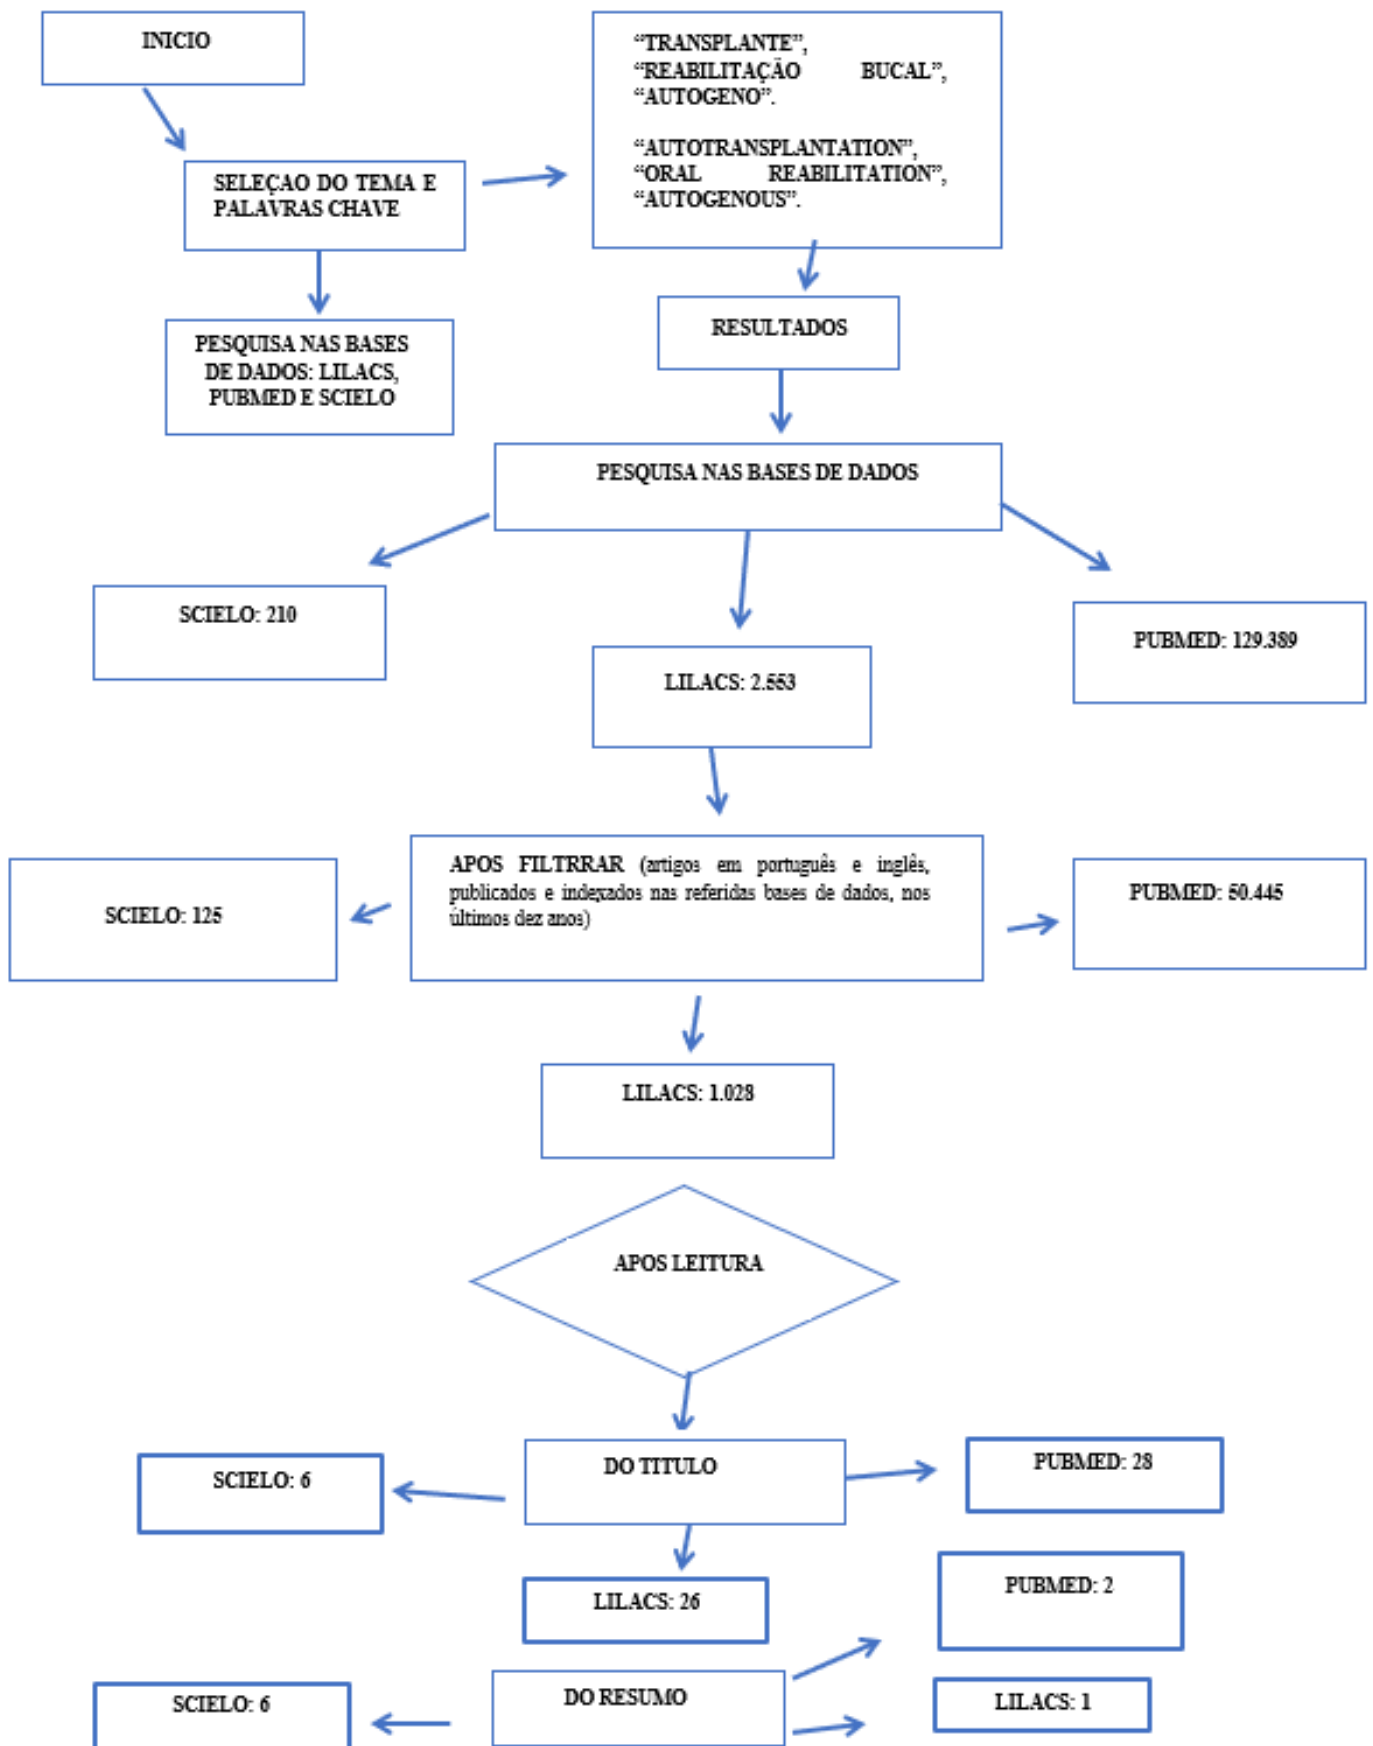 INICIO
“TRANSPLANTE”,
“REABILITAÇÃO BUCAL”,
“AUTOGENO”.
“AUTOTRANSPLANTATION”,
“ORAL REABILITATION”,
“AUTOGENOUS”.
SELEÇAO DO TEMA E
PALAVRAS CHAVE
PESQUISA NAS BASES
DE DADOS: LILACS,
PUBMED E SCIELO
RESULTADOS
PESQUISA NAS BASES DE DADOS
SCIELO: 210
LILACS: 2.553
PUBMED: 129.389
APOS FILTRRAR (artigos em português e inglês,
publicados e indexados nas referidas bases de dados, nos
últimos dez anos)
SCIELO: 125
PUBMED: 50.445
LILACS: 1.028
APOS LEITURA
DO TITULO
SCIELO: 6
PUBMED: 28
LILACS: 26
PUBMED: 2
DO RESUMO
SCIELO: 6
LILACS: 1